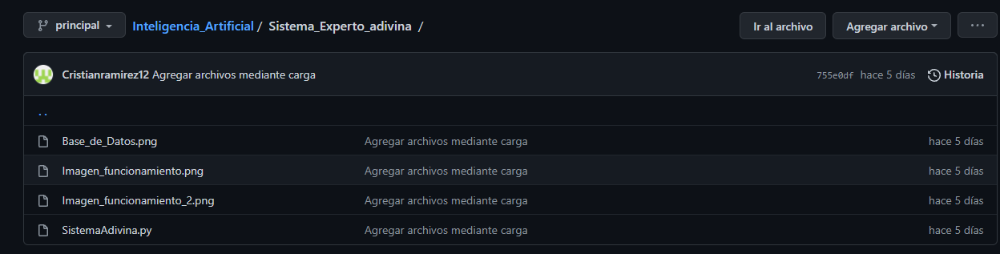 principal Inteligencia_Artificial / Sistema_Experto_adivina / Ir al archivo Agregar archivo ...
Cristianramirez12 Agregar archivos mediante carga 755e0df hace 5 días Historia
..
Base_de_Datos.png Agregar archivos mediante carga hace 5 días
Imagen_funcionamiento.png Agregar archivos mediante carga hace 5 días
Imagen_funcionamiento_2.png Agregar archivos mediante carga hace 5 días
SistemaAdivina.py Agregar archivos mediante carga hace 5 días